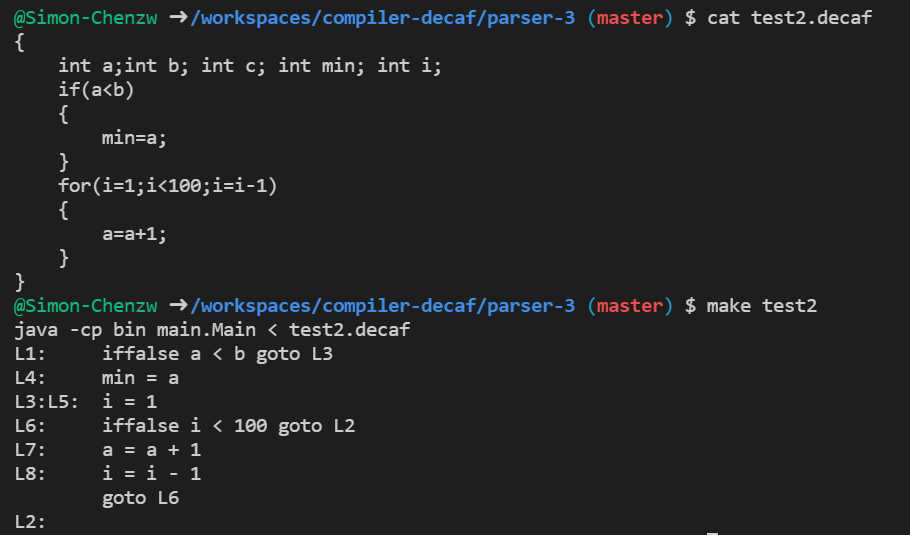 @Simon-Chenzw ➜/workspaces/compiler-decaf/parser-3 (master) $ cat test2.decaf
{
    int a;int b; int c; int min; int i;
    if(a<b)
    {
        min=a;
    }
    for(i=1;i<100;i=i-1)
    {
        a=a+1;
    }
}
@Simon-Chenzw ➜/workspaces/compiler-decaf/parser-3 (master) $ make test2
java -cp bin main.Main < test2.decaf
L1:     iffalse a < b goto L3
L4:     min = a
L3:L5:  i = 1
L6:     iffalse i < 100 goto L2
L7:     a = a + 1
L8:     i = i - 1
        goto L6
L2: